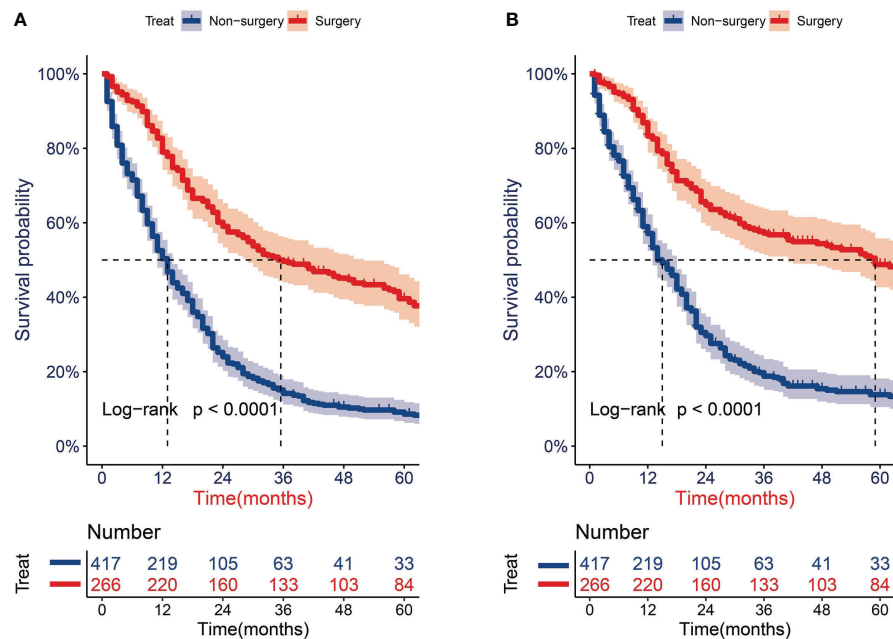 A
Treat Non-surgery Surgery
100%
80%
60%
40%
20%
0%
Survival probability
Log-rank p < 0.0001
0 12 24 36 48 60
Time(months)
Number
Treat
417 219 105 63 41 33
266 220 160 133 103 84
0 12 24 36 48 60
Time(months)
B
Treat Non-surgery Surgery
100%
80%
60%
40%
20%
0%
Survival probability
Log-rank p < 0.0001
0 12 24 36 48 60
Time(months)
Number
Treat
417 219 105 63 41 33
266 220 160 133 103 84
0 12 24 36 48 60
Time(months)